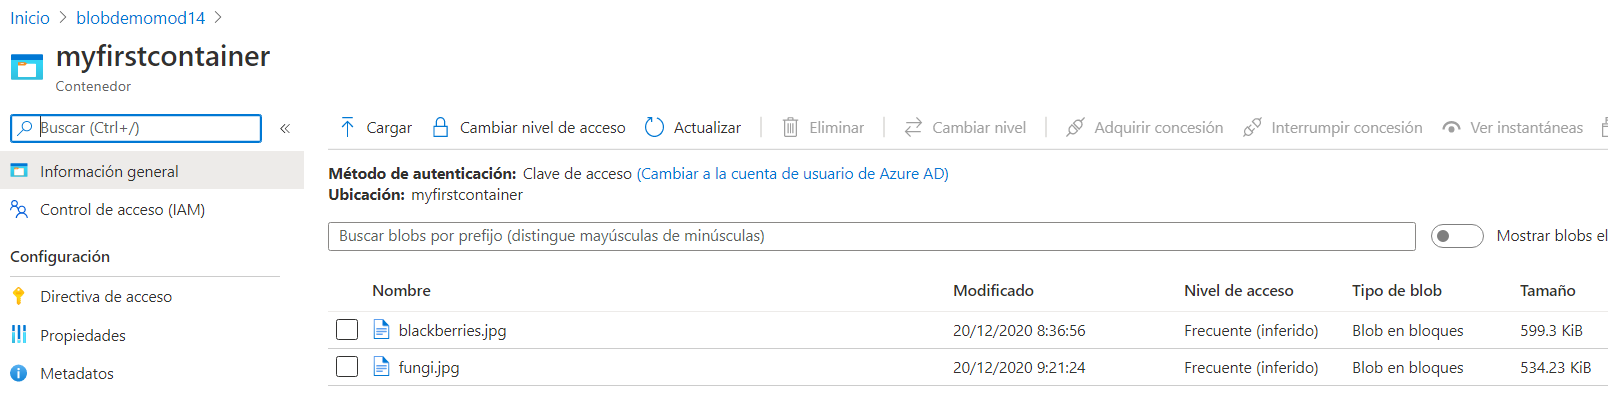 Inicio > blobdemomod14 >
myfirstcontainer
Contenedor
Buscar (Ctrl+/) «
Cargar Cambiar nivel de acceso Actualizar Eliminar Cambiar nivel Adquirir concesión Interrumpir concesión Ver instantáneas
Información general
Control de acceso (IAM)
Configuración
Directiva de acceso
Propiedades
Metadatos
Método de autenticación: Clave de acceso (Cambiar a la cuenta de usuario de Azure AD)
Ubicación: myfirstcontainer
Buscar blobs por prefijo (distingue mayúsculas de minúsculas) Mostrar blobs el
Nombre Modificado Nivel de acceso Tipo de blob Tamaño
blackberries.jpg 20/12/2020 8:36:56 Frecuente (inferido) Blob en bloques 599.3 KiB
fungi.jpg 20/12/2020 9:21:24 Frecuente (inferido) Blob en bloques 534.23 KiB